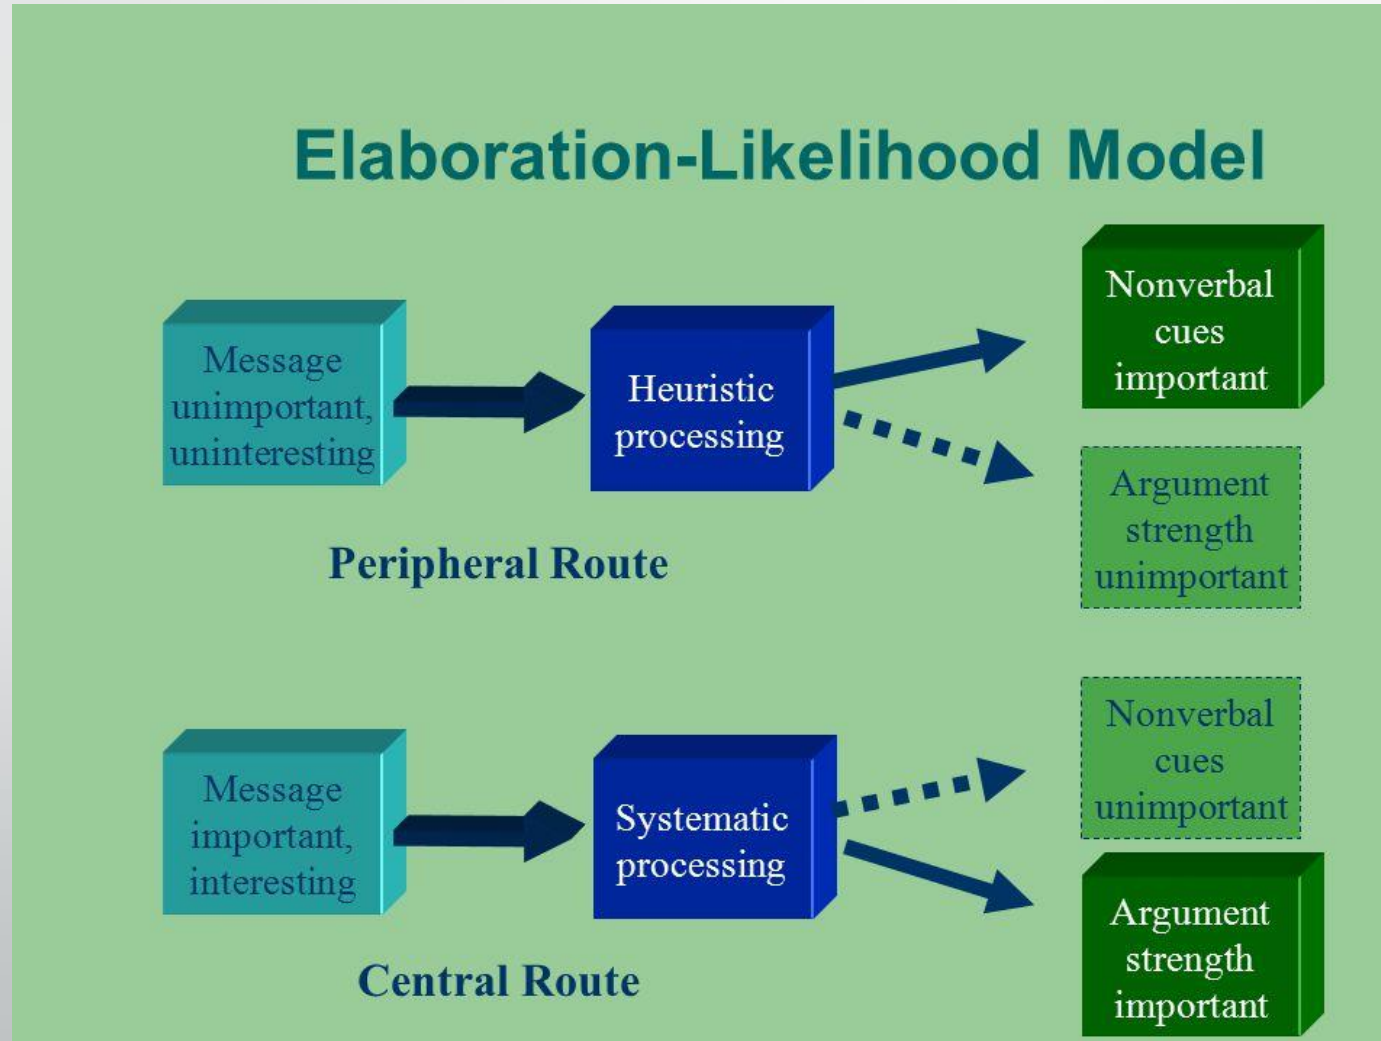 Elaboration-Likelihood Model
Message
unimportant,
uninteresting
Heuristic
processing
Nonverbal
cues
important
Argument
strength
unimportant
Peripheral Route
Message
important,
interesting
Systematic
processing
Nonverbal
cues
unimportant
Argument
strength
important
Central Route